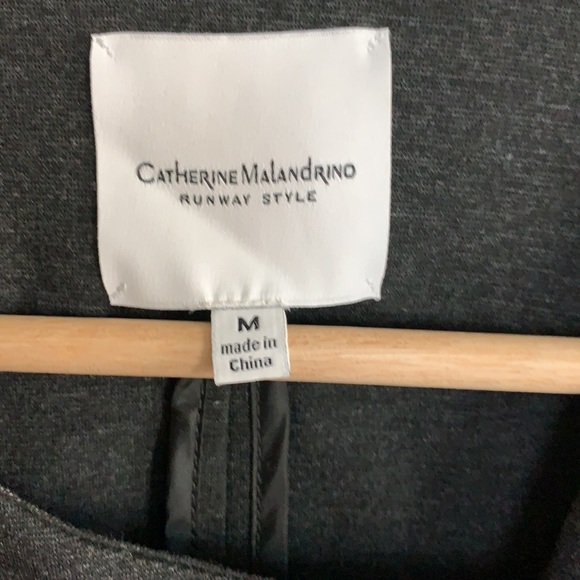 Catherine Malandrino
RUNWAY STYLE
M
made in
China